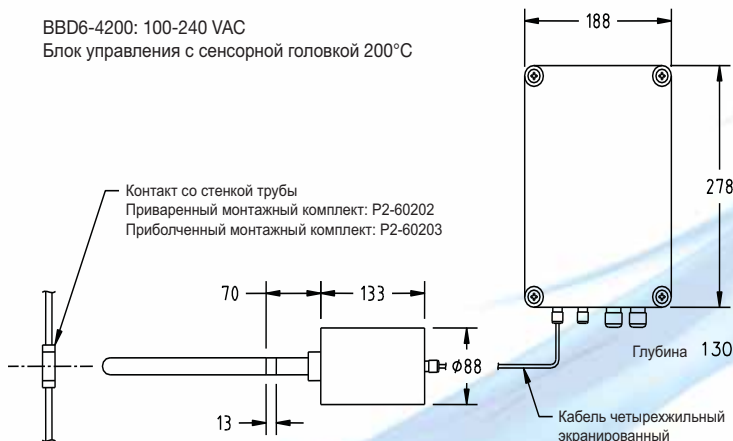 BBD6-4200: 100-240 VAC
Блок управления с сенсорной головкой 200°C
188
278
Контакт со стенкой трубы
Приваренный монтажный комплект: P2-60202
Приболченный монтажный комплект: P2-60203
70
133
Глубина 130
Ø88
13
Кабель четырехжильный
экранированный